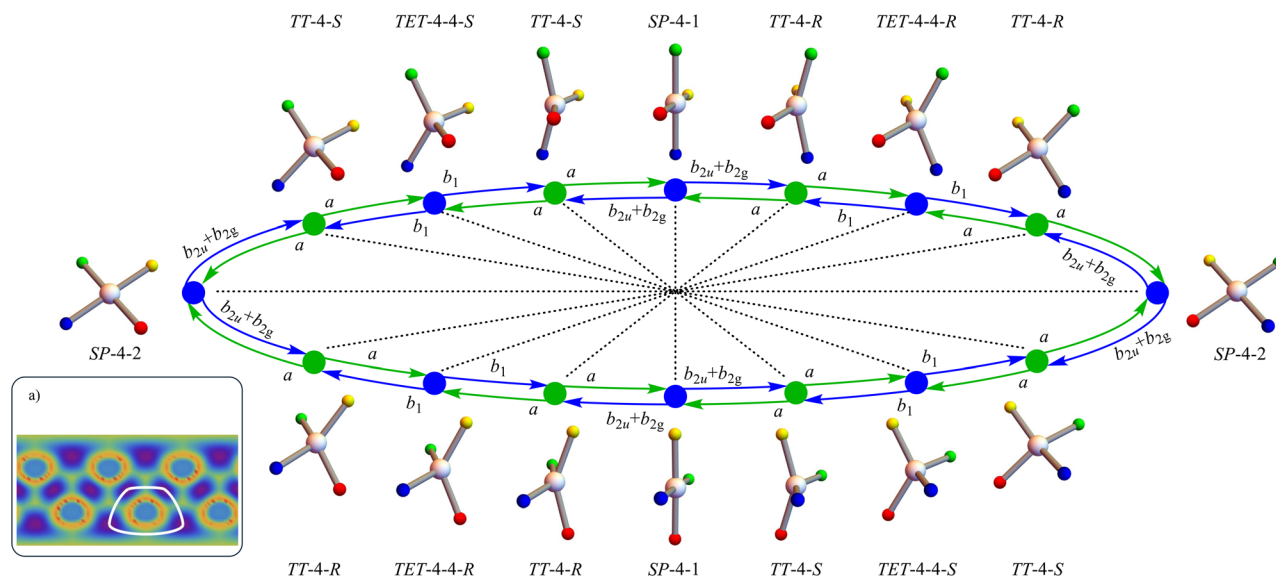 TT-4-S TET-4-4-S TT-4-S SP-4-1 TT-4-R TET-4-4-R TT-4-R
a b1 a b2u+b2g a b1 a
b2u+b2g a b1 a b2u+b2g a b1 a b2u+b2g
SP-4-2 SP-4-2
b2u+b2g a b1 a b2u+b2g a b1 a b2u+b2g
a b1 a b2u+b2g a b1 a
a)
TT-4-R TET-4-4-R TT-4-R SP-4-1 TT-4-S TET-4-4-S TT-4-S